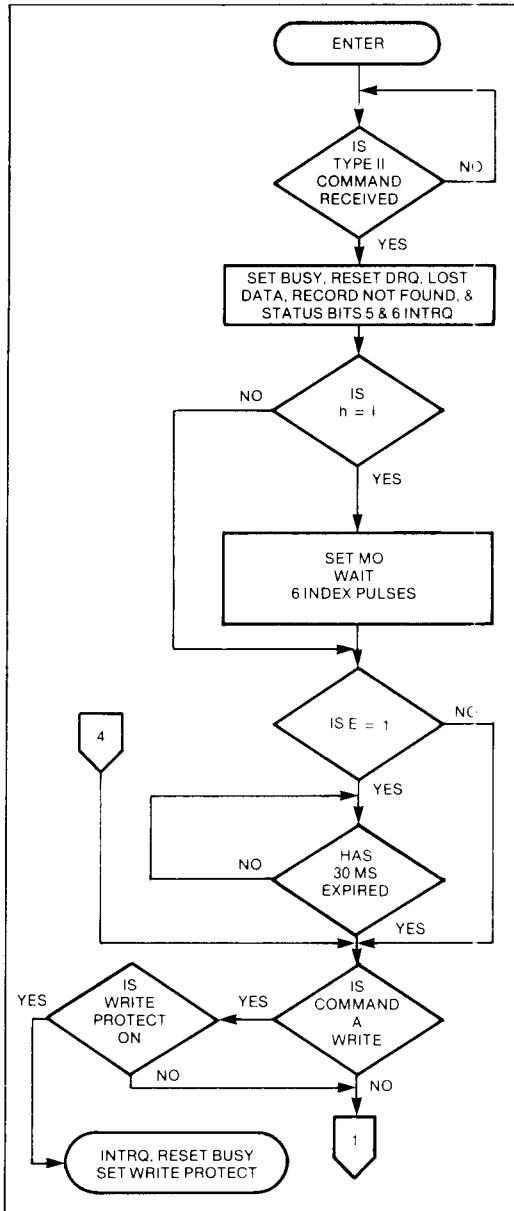 ENTER
IS
TYPE II
COMMAND
RECEIVED
NO
YES
SET BUSY, RESET DRQ, LOST
DATA, RECORD NOT FOUND, &
STATUS BITS 5 & 6 INTRQ
NO
IS
h = 1
YES
SET MO
WAIT
6 INDEX PULSES
IS E = 1
NO
4
YES
NO
HAS
30 MS
EXPIRED
YES
YES
IS
WRITE
PROTECT
ON
YES
IS
COMMAND
A
WRITE
NO
NO
1
INTRQ, RESET BUSY
SET WRITE PROTECT